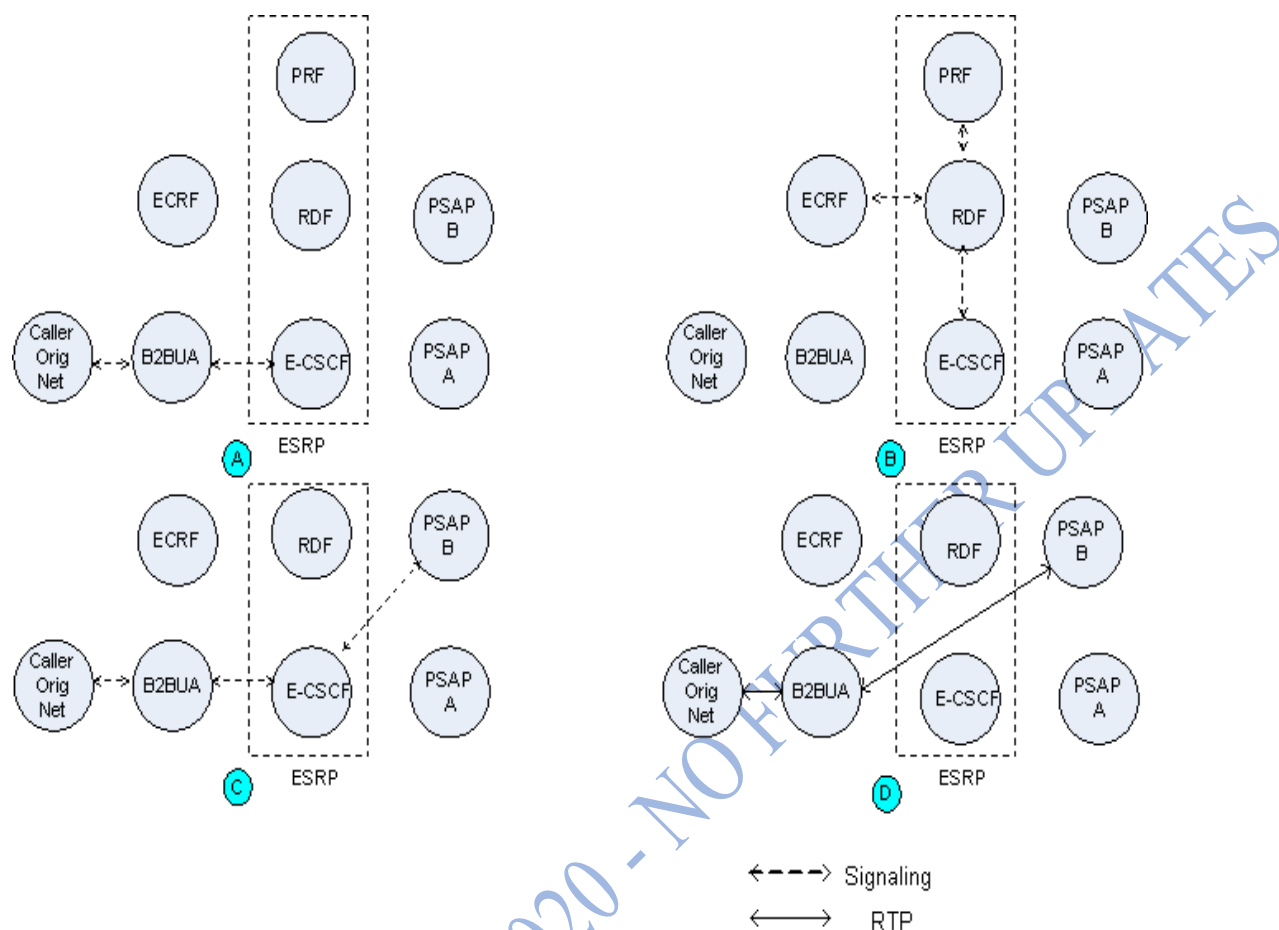 PRF
ECRF
RDF
PSAP
B
Caller
Orig
Net
B2BUA
E-CSCF
PSAP
A
ESRP
A
PRF
ECRF
RDF
PSAP
B
Caller
Orig
Net
B2BUA
E-CSCF
PSAP
A
ESRP
B
ECRF
RDF
PSAP
B
Caller
Orig
Net
B2BUA
E-CSCF
PSAP
A
ESRP
C
ECRF
RDF
PSAP
B
Caller
Orig
Net
B2BUA
E-CSCF
PSAP
A
ESRP
D
Signaling
RTP
020 - NO FURTHER UPDATES